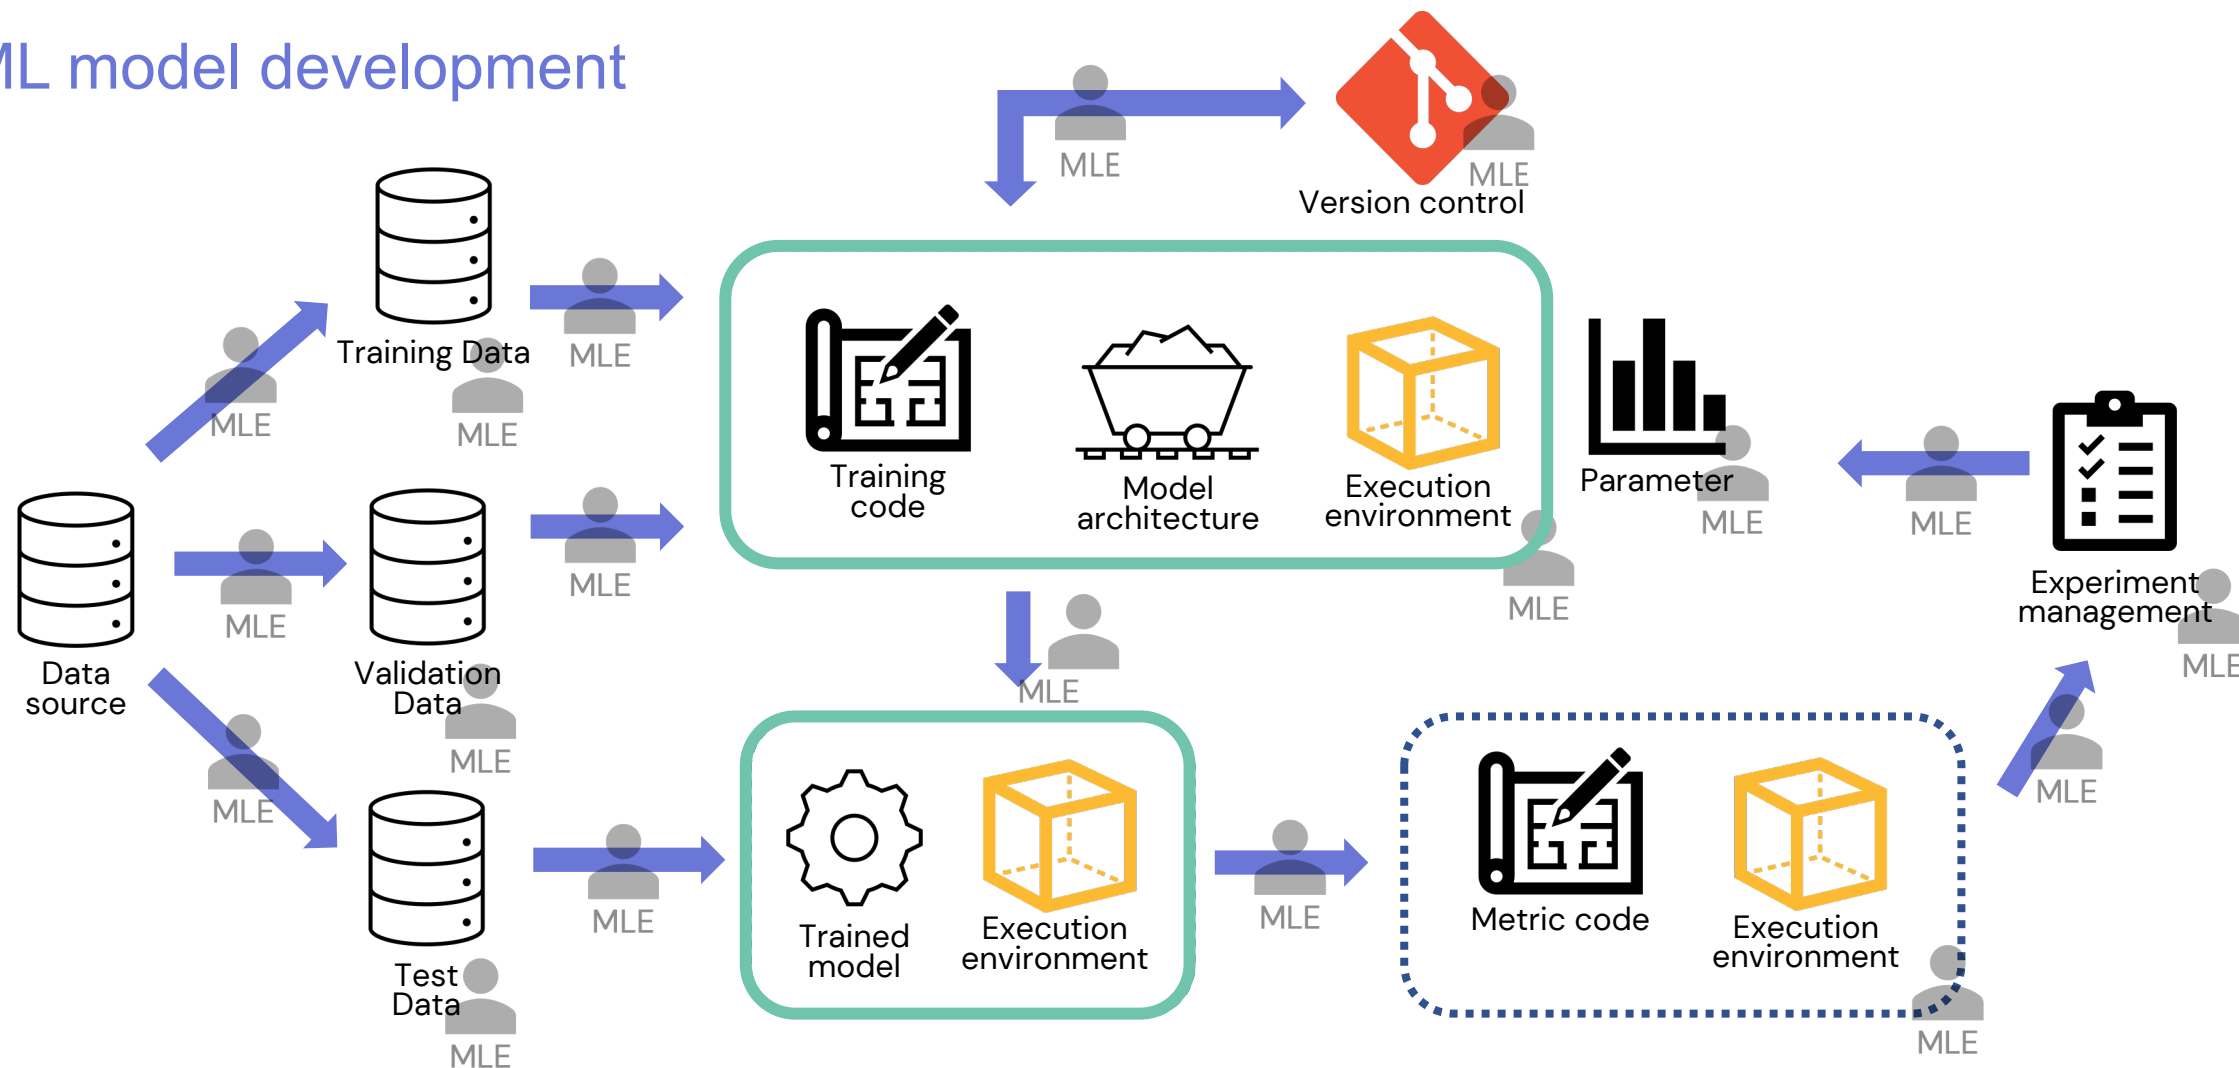 ML model development
MLE
MLE
Version control
Training Data
MLE
MLE
MLE
Training
code
Model
architecture
Execution
environment
MLE
Parameter
MLE
MLE
Experiment
management
MLE
Data
source
MLE
Validation
Data
MLE
MLE
MLE
MLE
Test
Data
MLE
MLE
Trained
model
Execution
environment
MLE
Metric code
Execution
environment
MLE
MLE